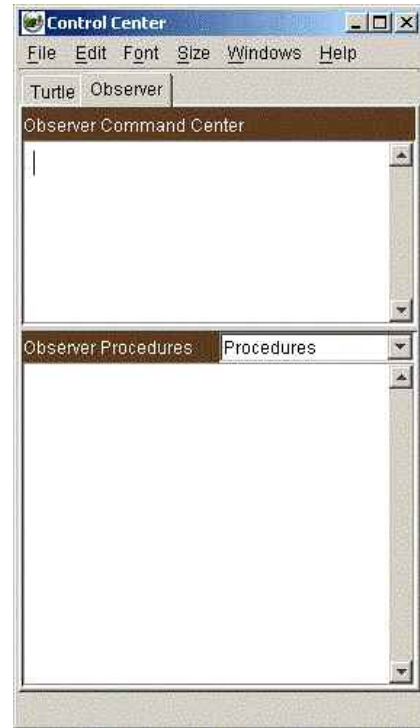 Control Center
File Edit Font Size Windows Help
Turtle Observer
Observer Command Center
Observer Procedures Procedures